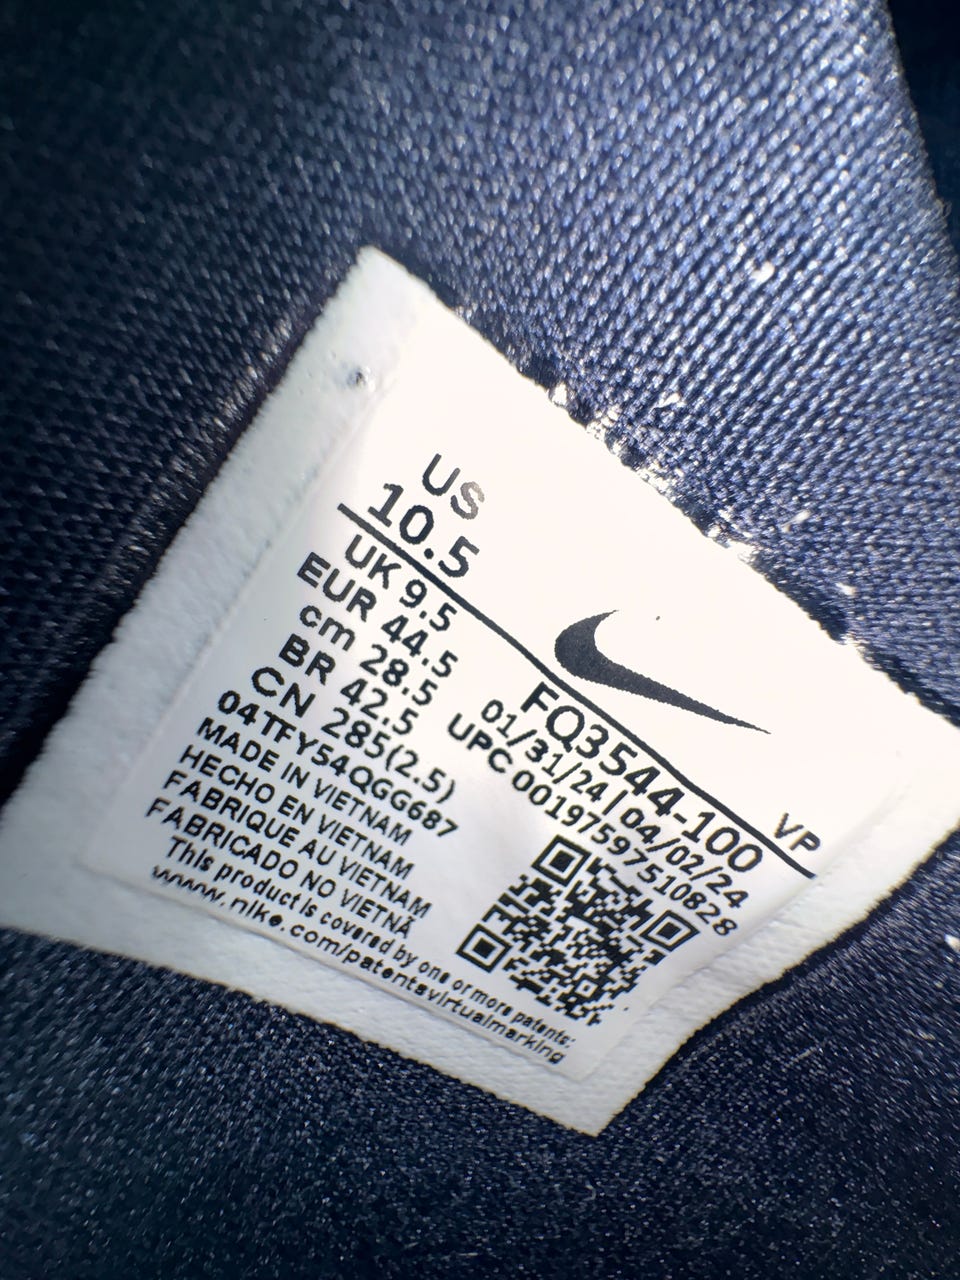 US
10.5
UK 9.5
EUR 44.5
cm 28.5
BR 42.5
CN 285(2.5)
04TFY54QGG687
MADE IN VIETNAM
HECHO EN VIETNAM
FABRIQUE AU VIETNAM
FABRICADO NO VIETNÃ
This product is covered by one or more patents:
www.nike.com/patentsvirtualmarking
VP
FQ3544-100
01/31/24 | 04/02/24
UPC 00197597510828